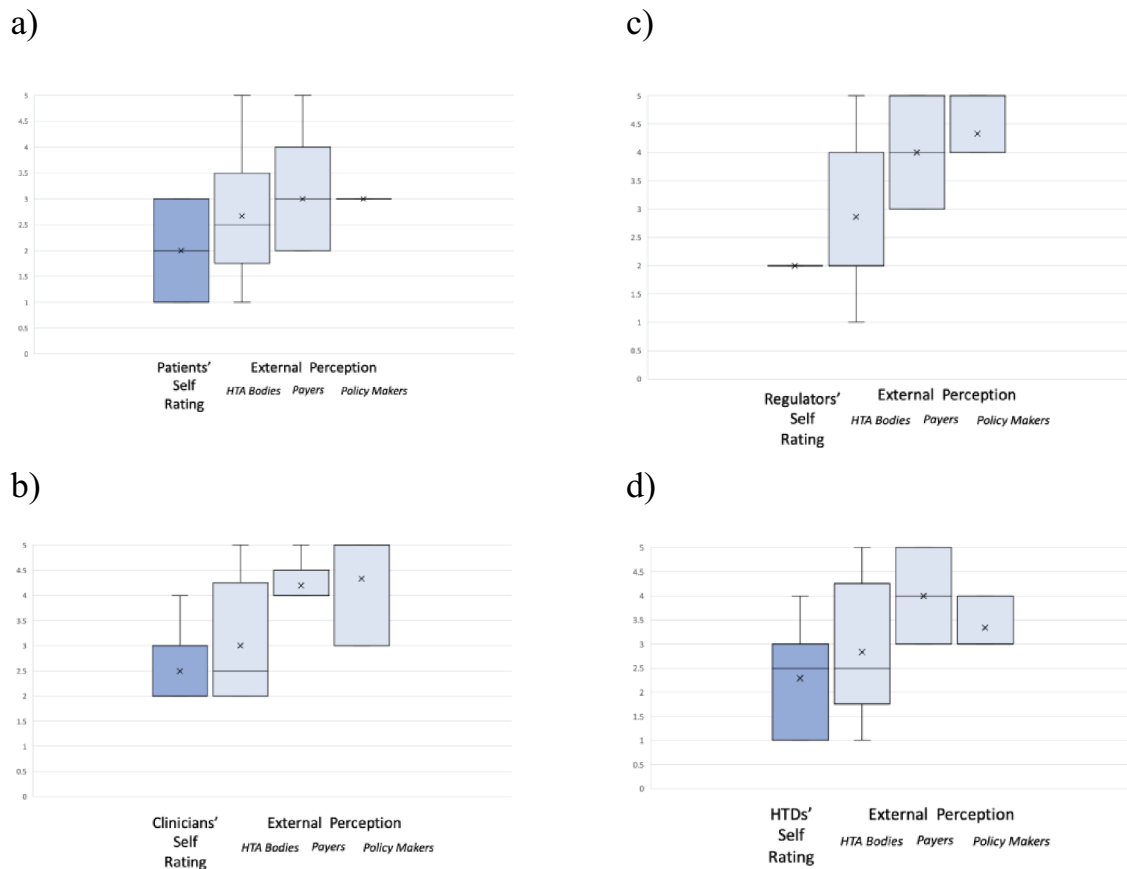 a)
5
4.5
4
3.5
3
2.5
2
1.5
1
0.5
0
Patients' External Perception
Self HTA Bodies Payers Policy Makers
Rating
b)
5
4.5
4
3.5
3
2.5
2
1.5
1
0.5
0
Clinicians' External Perception
Self HTA Bodies Payers Policy Makers
Rating
c)
5
4.5
4
3.5
3
2.5
2
1.5
1
0.5
0
Regulators' External Perception
Self HTA Bodies Payers Policy Makers
Rating
d)
5
4.5
4
3.5
3
2.5
2
1.5
1
0.5
0
HTDs' External Perception
Self HTA Bodies Payers Policy Makers
Rating